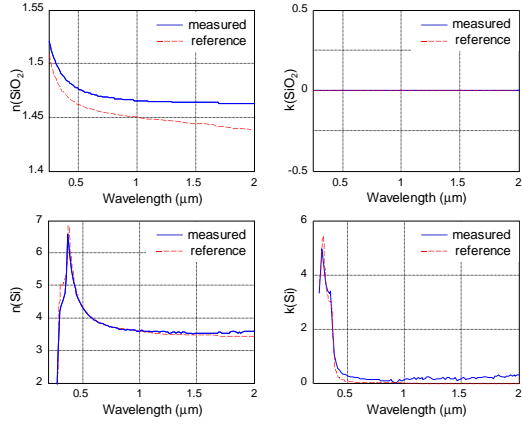 1.55
1.5
1.45
1.4
n(SiO2)
0.5 1 1.5 2
Wavelength (μm)
measured
reference
0.5
0
-0.5
k(SiO2)
0.5 1 1.5 2
Wavelength (μm)
measured
reference
7
6
5
4
3
2
n(Si)
0.5 1 1.5 2
Wavelength (μm)
measured
reference
6
4
2
0
k(Si)
0.5 1 1.5 2
Wavelength (μm)
measured
reference